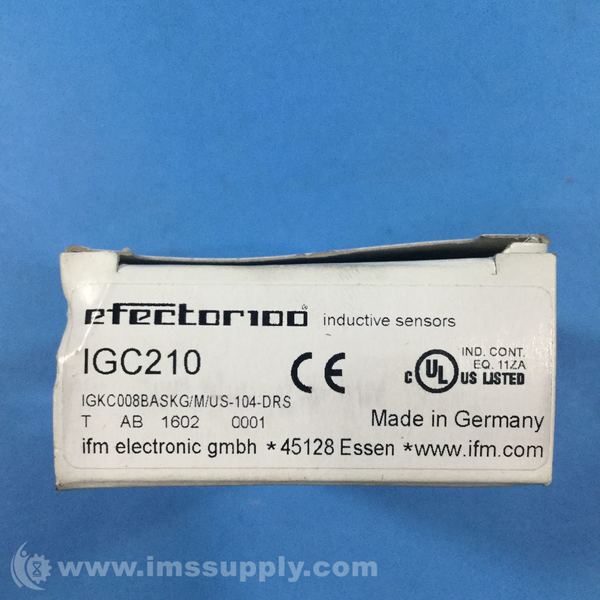 efector100® inductive sensors
IGC210
CE
IND. CONT.
EQ. 11ZA
C UL US LISTED
IGKC008BASKG/M/US-104-DRS
T AB 1602 0001
Made in Germany
ifm electronic gmbh * 45128 Essen * www.ifm.com
www.imssupply.com